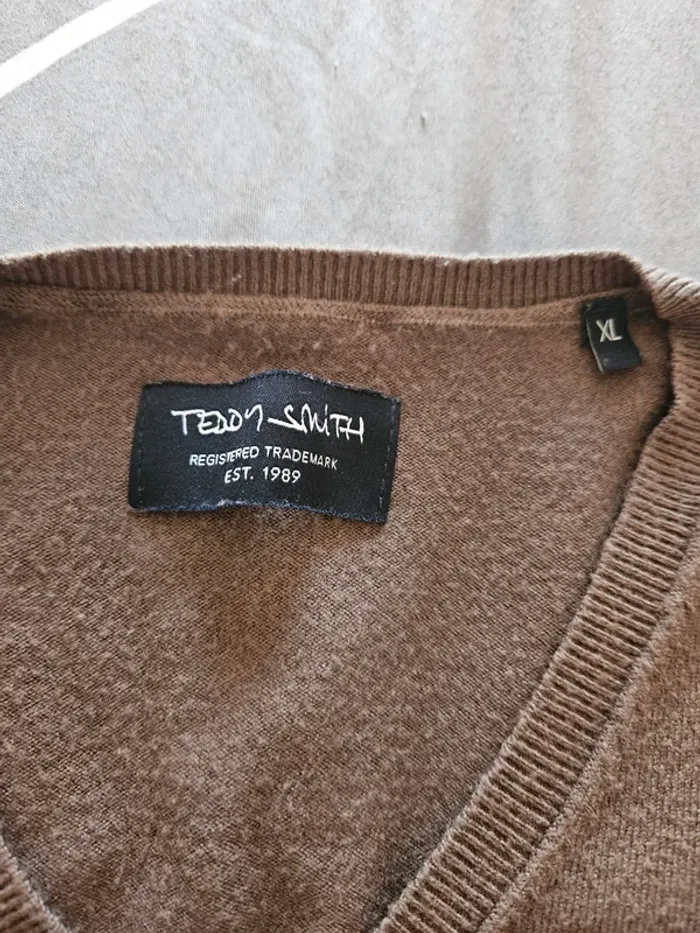 XL
TEDDY SMITH
REGISTERED TRADEMARK
EST. 1989